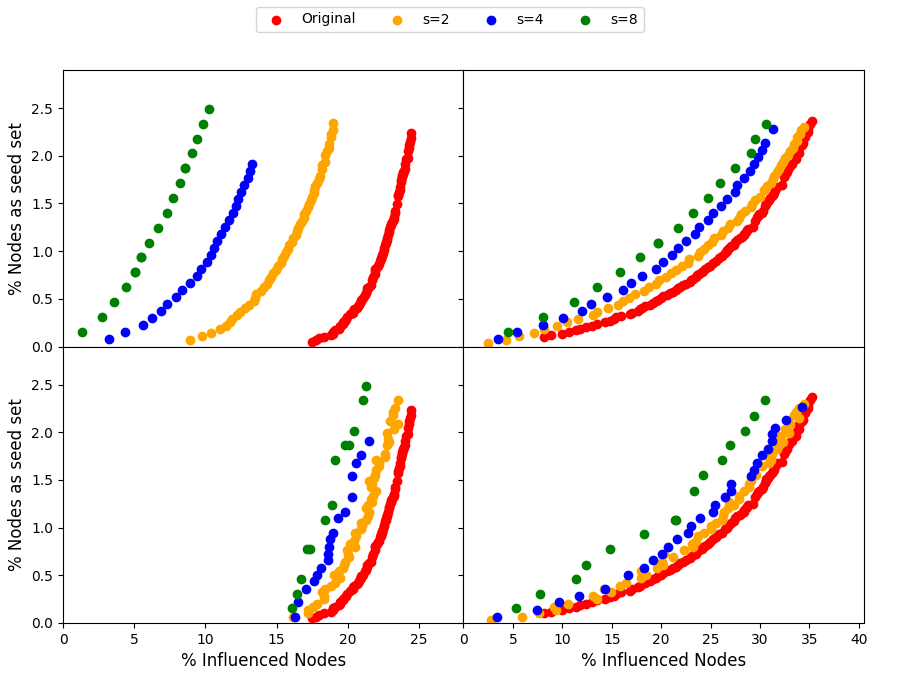 Original s=2 s=4 s=8
% Nodes as seed set
2.5
2.0
1.5
1.0
0.5
0.0
% Nodes as seed set
2.5
2.0
1.5
1.0
0.5
0.0
0 5 10 15 20 25 0 5 10 15 20 25 30 35 40
% Influenced Nodes % Influenced Nodes